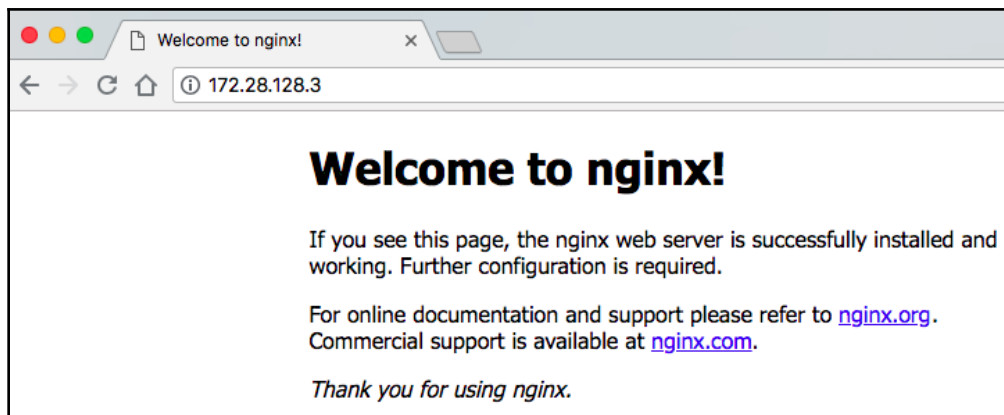 Welcome to nginx!
172.28.128.3
Welcome to nginx!
If you see this page, the nginx web server is successfully installed and
working. Further configuration is required.
For online documentation and support please refer to nginx.org.
Commercial support is available at nginx.com.
Thank you for using nginx.